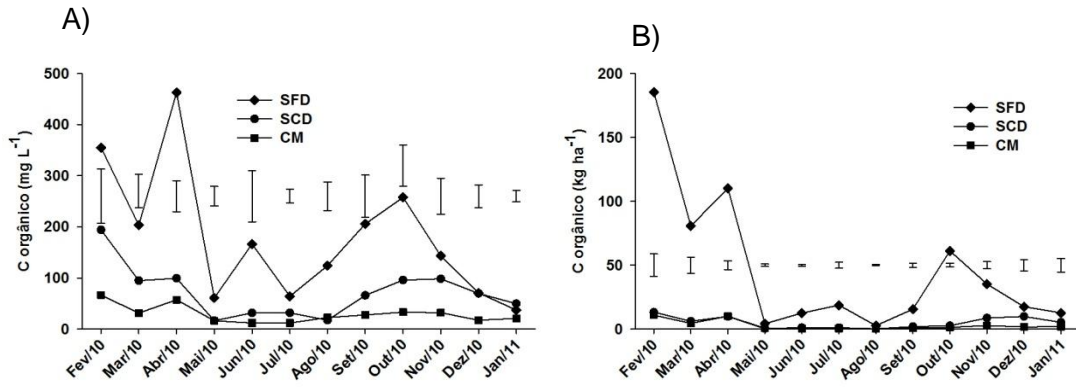 A)
C orgânico (mg L-1)
500
400
300
200
100
0
SFD
SCD
CM
Fev/10
Mar/10
Abr/10
Mai/10
Jun/10
Jul/10
Ago/10
Set/10
Out/10
Nov/10
Dez/10
Jan/11
B)
C orgânico (kg ha-1)
200
150
100
50
0
SFD
SCD
CM
Fev/10
Mar/10
Abr/10
Mai/10
Jun/10
Jul/10
Ago/10
Set/10
Out/10
Nov/10
Dez/10
Jan/11